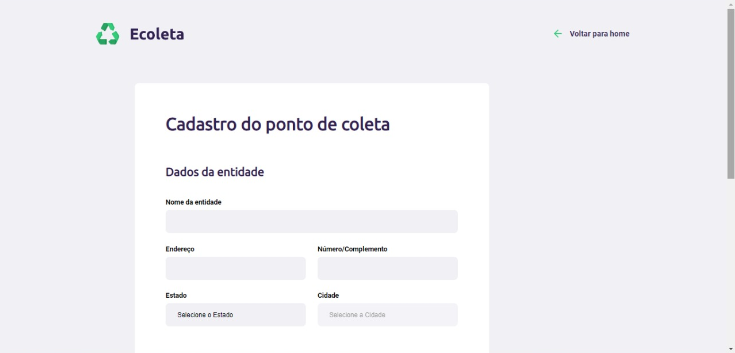 Ecoleta
Voltar para home
Cadastro do ponto de coleta
Dados da entidade
Nome da entidade
Endereço
Número/Complemento
Estado
Cidade
Selecione o Estado
Selecione a Cidade